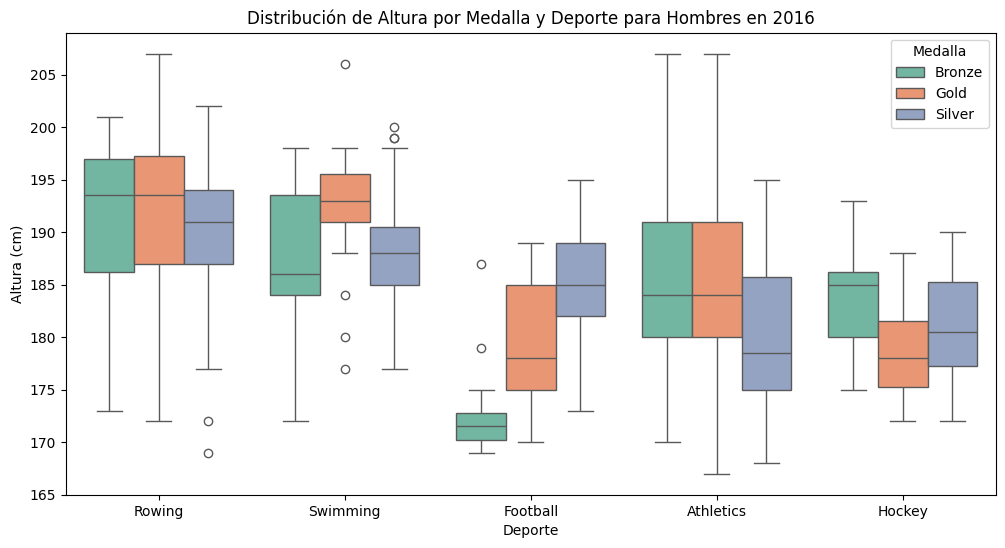 Distribución de Altura por Medalla y Deporte para Hombres en 2016
Medalla
Bronze
Gold
Silver
Altura (cm)
205
200
195
190
185
180
175
170
165
Rowing
Swimming
Football
Athletics
Hockey
Deporte